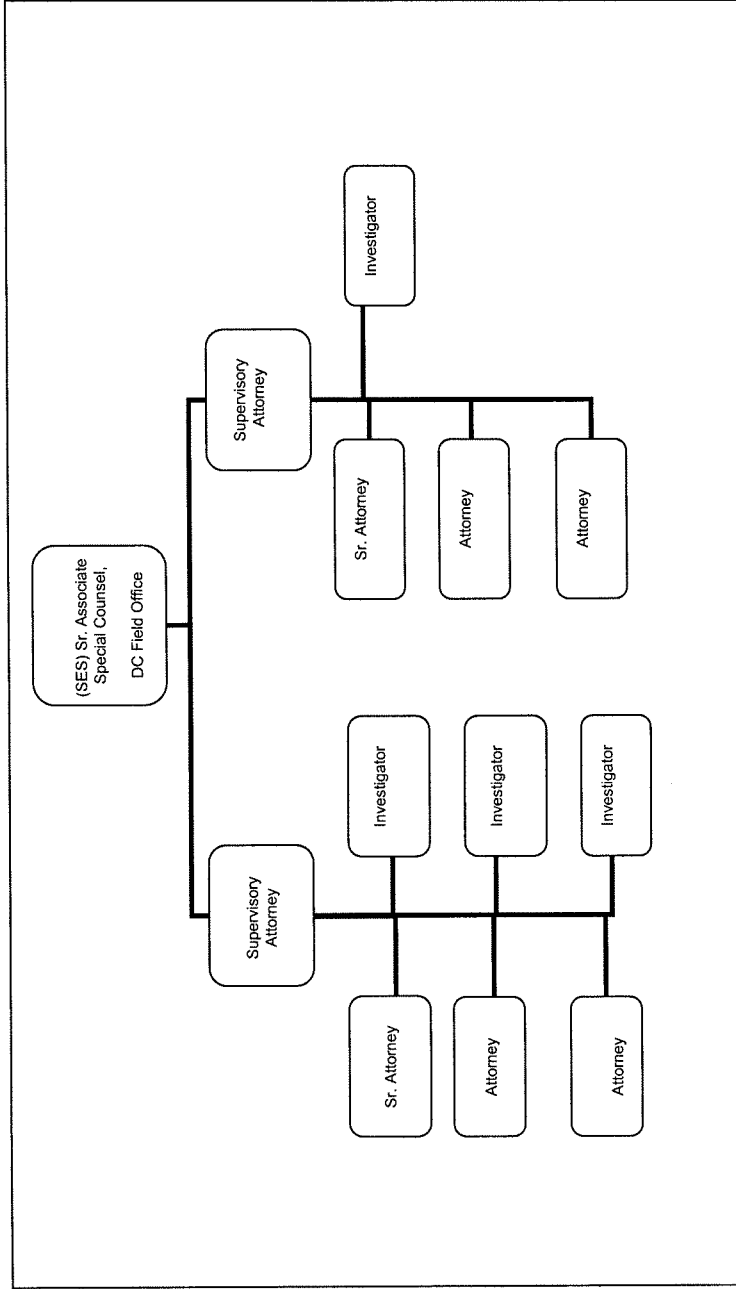 (SES) Sr. Associate
Special Counsel,
DC Field Office
Supervisory
Attorney
Supervisory
Attorney
Sr. Attorney
Investigator
Sr. Attorney
Investigator
Attorney
Investigator
Attorney
Attorney
Investigator
Attorney